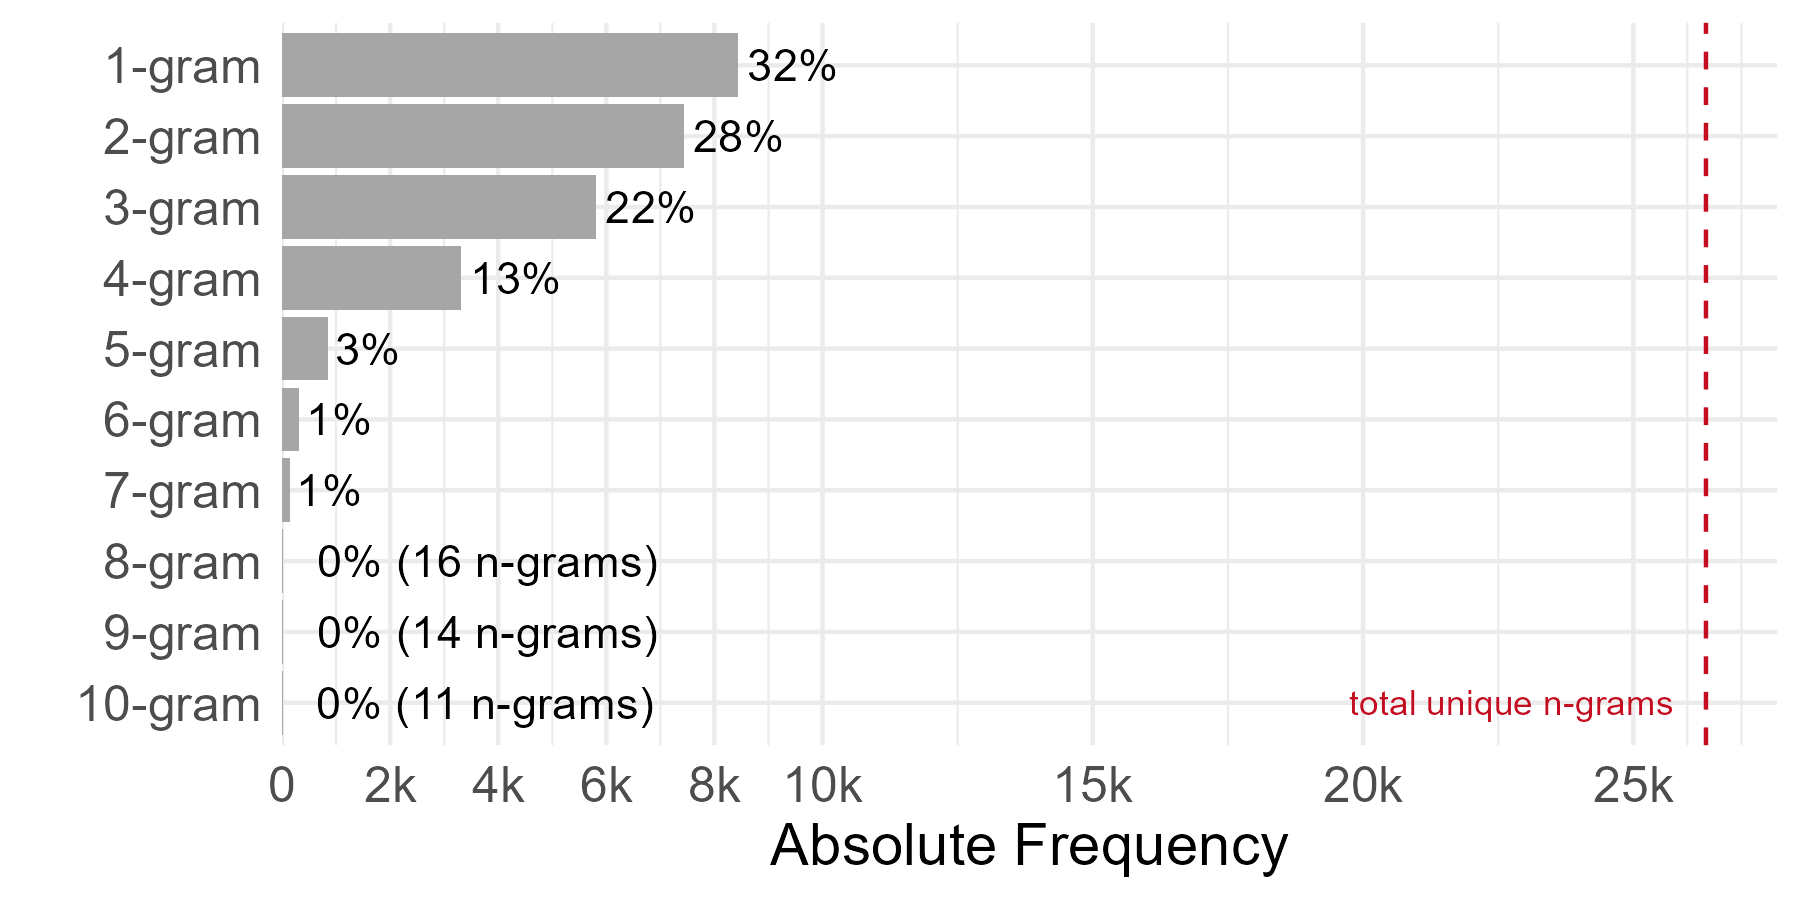 1-gram 32%
2-gram 28%
3-gram 22%
4-gram 13%
5-gram 3%
6-gram 1%
7-gram 1%
8-gram 0% (16 n-grams)
9-gram 0% (14 n-grams)
10-gram 0% (11 n-grams) total unique n-grams
0 2k 4k 6k 8k 10k 15k 20k 25k
Absolute Frequency